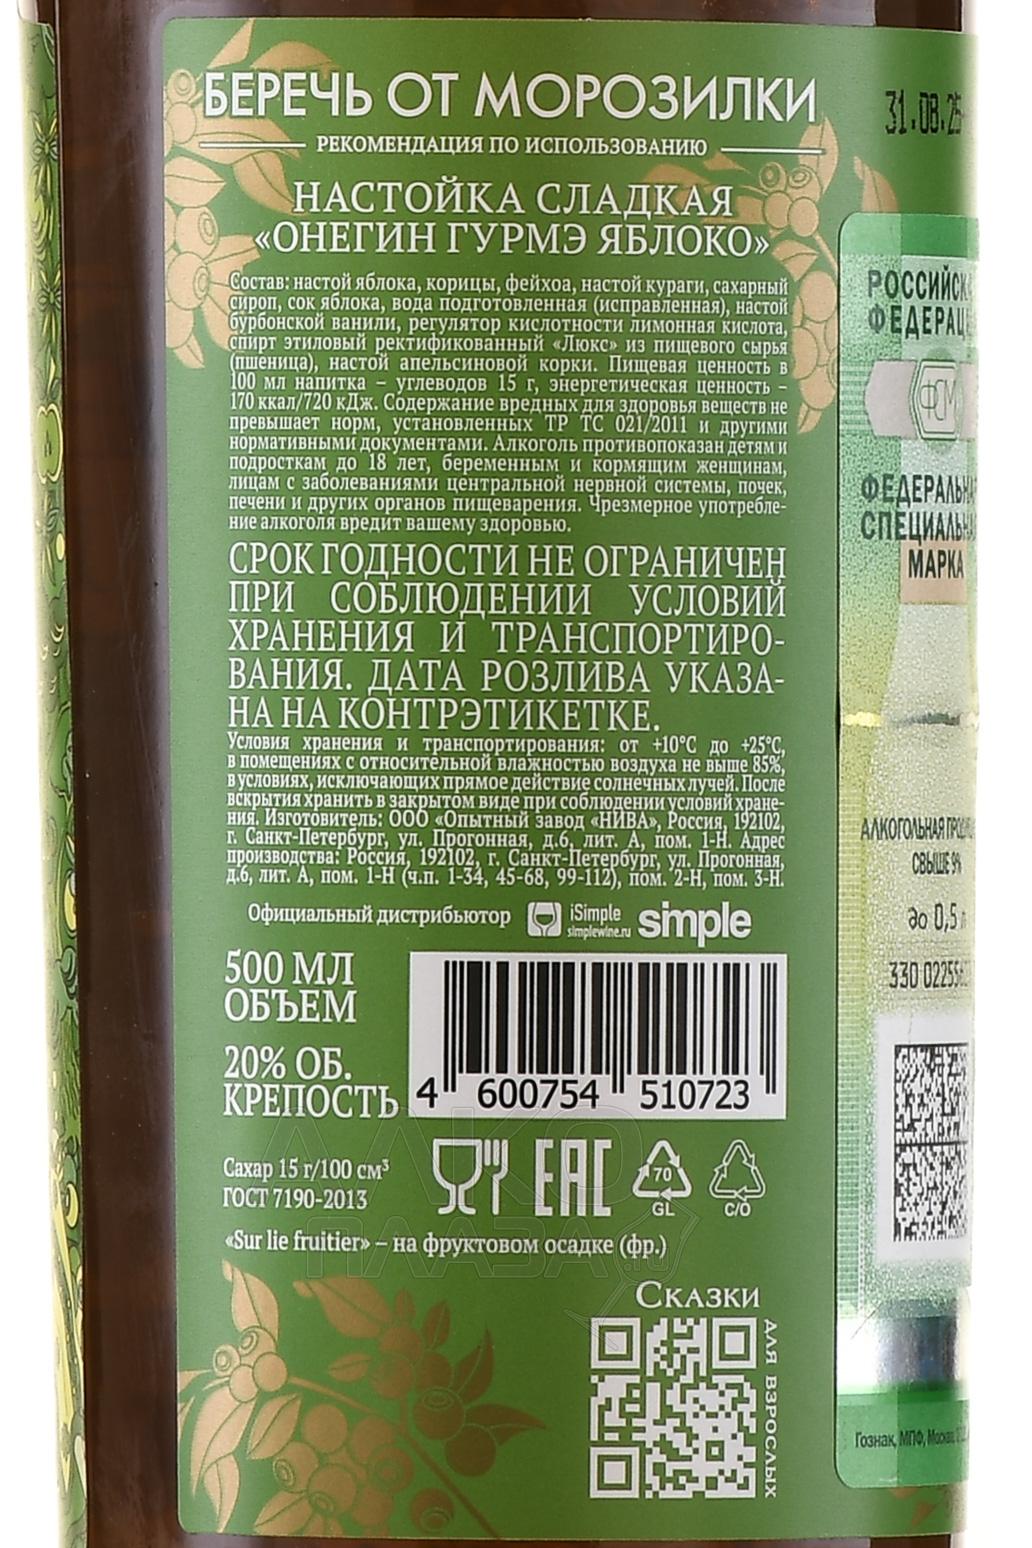 БЕРЕЧЬ ОТ МОРОЗИЛКИ
РЕКОМЕНДАЦИЯ ПО ИСПОЛЬЗОВАНИЮ
НАСТОЙКА СЛАДКАЯ
«ОНЕГИН ГУРМЭ ЯБЛОКО»
Состав: настой яблока, корицы, фейхоа, настой кураги, сахарный
сироп, сок яблока, вода подготовленная (исправленная), настой
бурбонской ванили, регулятор кислотности лимонная кислота,
спирт этиловый ректификованный «Люкс» из пищевого сырья
(пшеница), настой апельсиновой корки. Пищевая ценность в
100 мл напитка – углеводов 15 г, энергетическая ценность –
170 ккал/720 кДж. Содержание вредных для здоровья веществ не
превышает норм, установленных ТР ТС 021/2011 и другими
нормативными документами. Алкоголь противопоказан детям и
подросткам до 18 лет, беременным и кормящим женщинам,
лицам с заболеваниями центральной нервной системы, почек,
печени и других органов пищеварения. Чрезмерное употребле-
ние алкоголя вредит вашему здоровью.
СРОК ГОДНОСТИ НЕ ОГРАНИЧЕН
ПРИ СОБЛЮДЕНИИ УСЛОВИЙ
ХРАНЕНИЯ И ТРАНСПОРТИРО-
ВАНИЯ. ДАТА РОЗЛИВА УКАЗА-
НА НА КОНТРЭТИКЕТКЕ.
Условия хранения и транспортирования: от +10°С до +25°С,
в помещениях с относительной влажностью воздуха не выше 85%,
в условиях, исключающих прямое действие солнечных лучей. После
вскрытия хранить в закрытом виде при соблюдении условий хране-
ния. Изготовитель: ООО «Опытный завод «НИВА», Россия, 192102,
г. Санкт-Петербург, ул. Прогонная, д.6, лит. А, пом. 1-Н. Адрес
производства: Россия, 192102, г. Санкт-Петербург, ул. Прогонная,
д.6, лит. А, пом. 1-Н (ч.п. 1-34, 45-68, 99-112), пом. 2-Н, пом. 3-Н.
Официальный дистрибьютор iSimple simplewine.ru simple
500 МЛ
ОБЪЕМ
20% ОБ.
КРЕПОСТЬ
4 600754 510723
Сахар 15 г/100 см³
ГОСТ 7190-2013
EAC
70
GL
C/O
«Sur lie fruitier» – на фруктовом осадке (фр.)
СКАЗКИ
ДЛЯ ВЗРОСЛЫХ
31.08.25
РОССИЙСК
ФЕДЕРАЦ
ФСМ
ФЕДЕРАЛЬНА
СПЕЦИАЛЬНА
МАРКА
АЛКОГОЛЬНАЯ ПРОД
СВЫШЕ 9%
до 0,5 л
330 02255
Гознак, МПФ, Москва
АЛКО
ПЛАЗА.ru